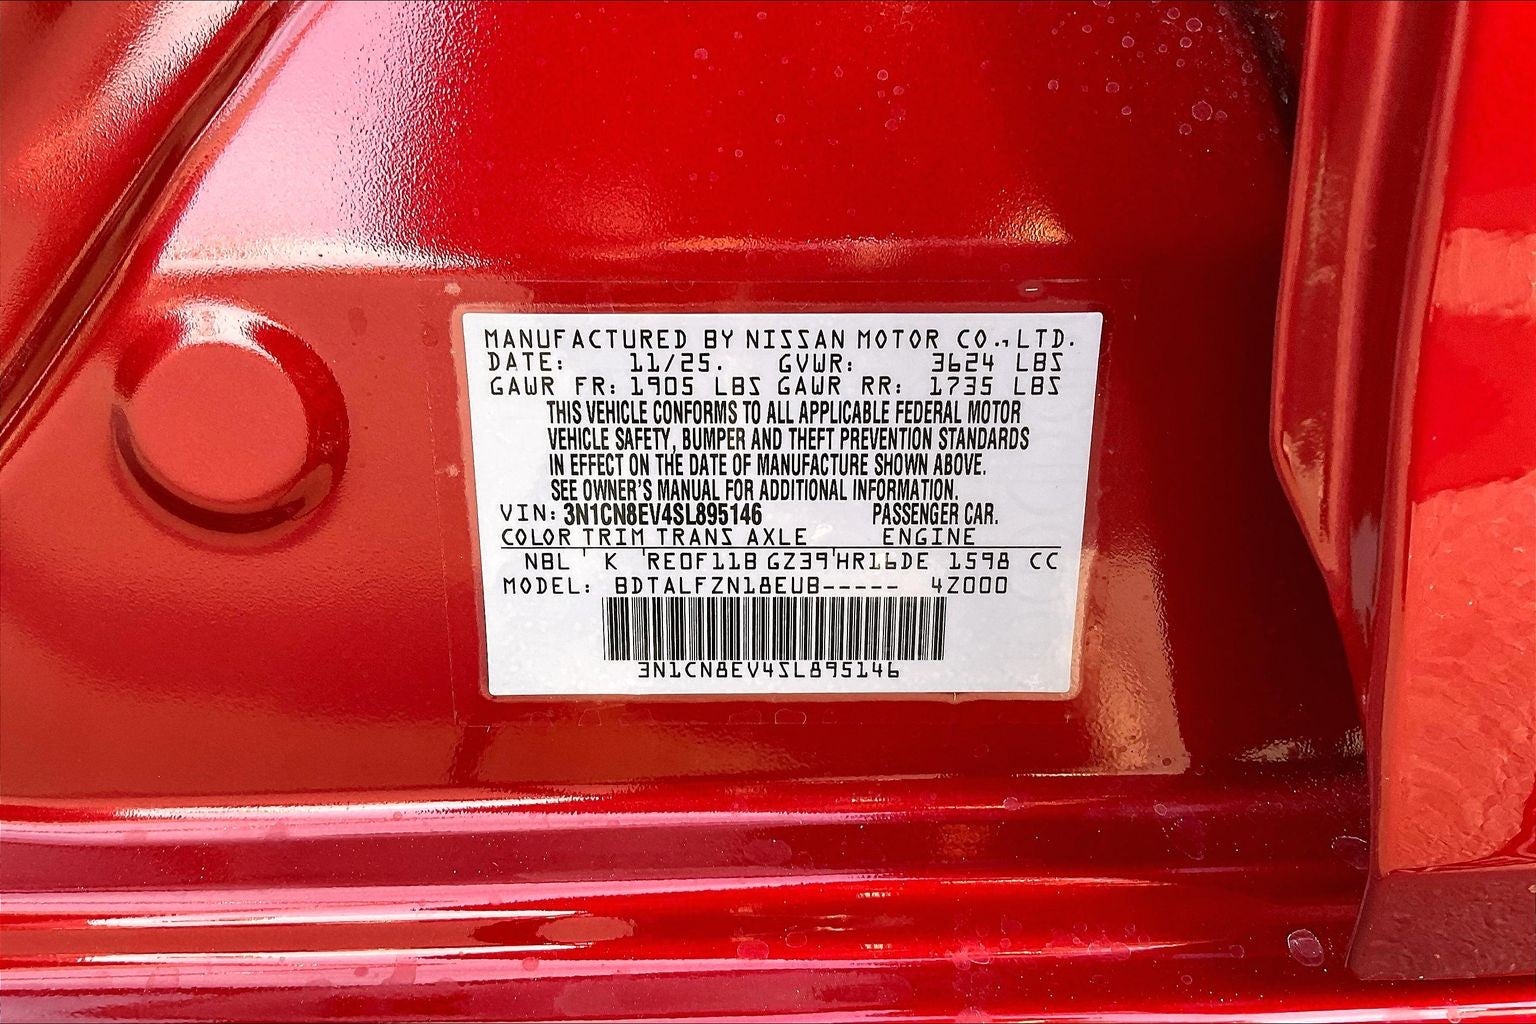 MANUFACTURED BY NISSAN MOTOR CO.,LTD.
DATE: 11/25. GVWR: 3624 LBS
GAWR FR: 1905 LBS GAWR RR: 1735 LBS
THIS VEHICLE CONFORMS TO ALL APPLICABLE FEDERAL MOTOR
VEHICLE SAFETY, BUMPER AND THEFT PREVENTION STANDARDS
IN EFFECT ON THE DATE OF MANUFACTURE SHOWN ABOVE.
SEE OWNER'S MANUAL FOR ADDITIONAL INFORMATION.
VIN: 3N1CN8EV4SL895146 PASSENGER CAR.
COLOR TRIM TRANS AXLE ENGINE
NBL K RE0F11B GZ39 HR16DE 1598 CC
MODEL: BDTALFZN18EUB----- 4Z000
3N1CN8EV4SL895146